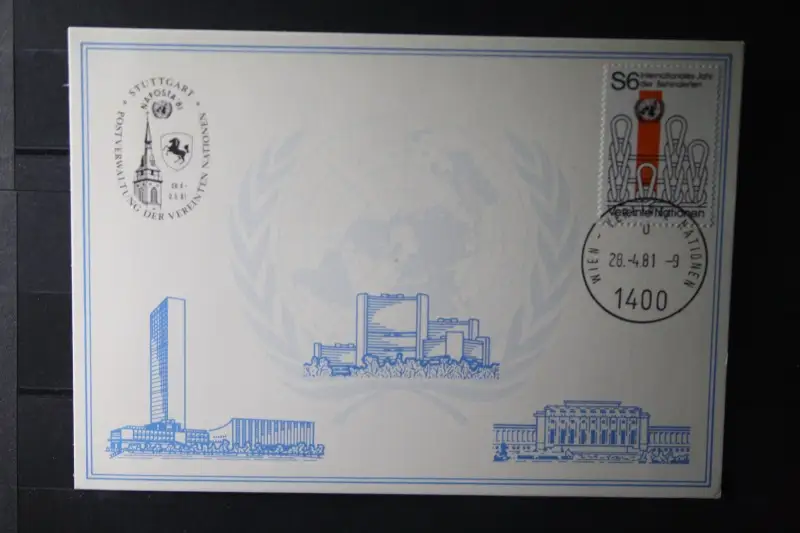 STUTTGART
NAPOSTA 81
POSTVERWALTUNG DER VEREINTEN NATIONEN
S6 Internationales Jahr
der Behinderten
Vereinte Nationen
WIEN - NATIONEN
U
28.-4.81 -9
1400